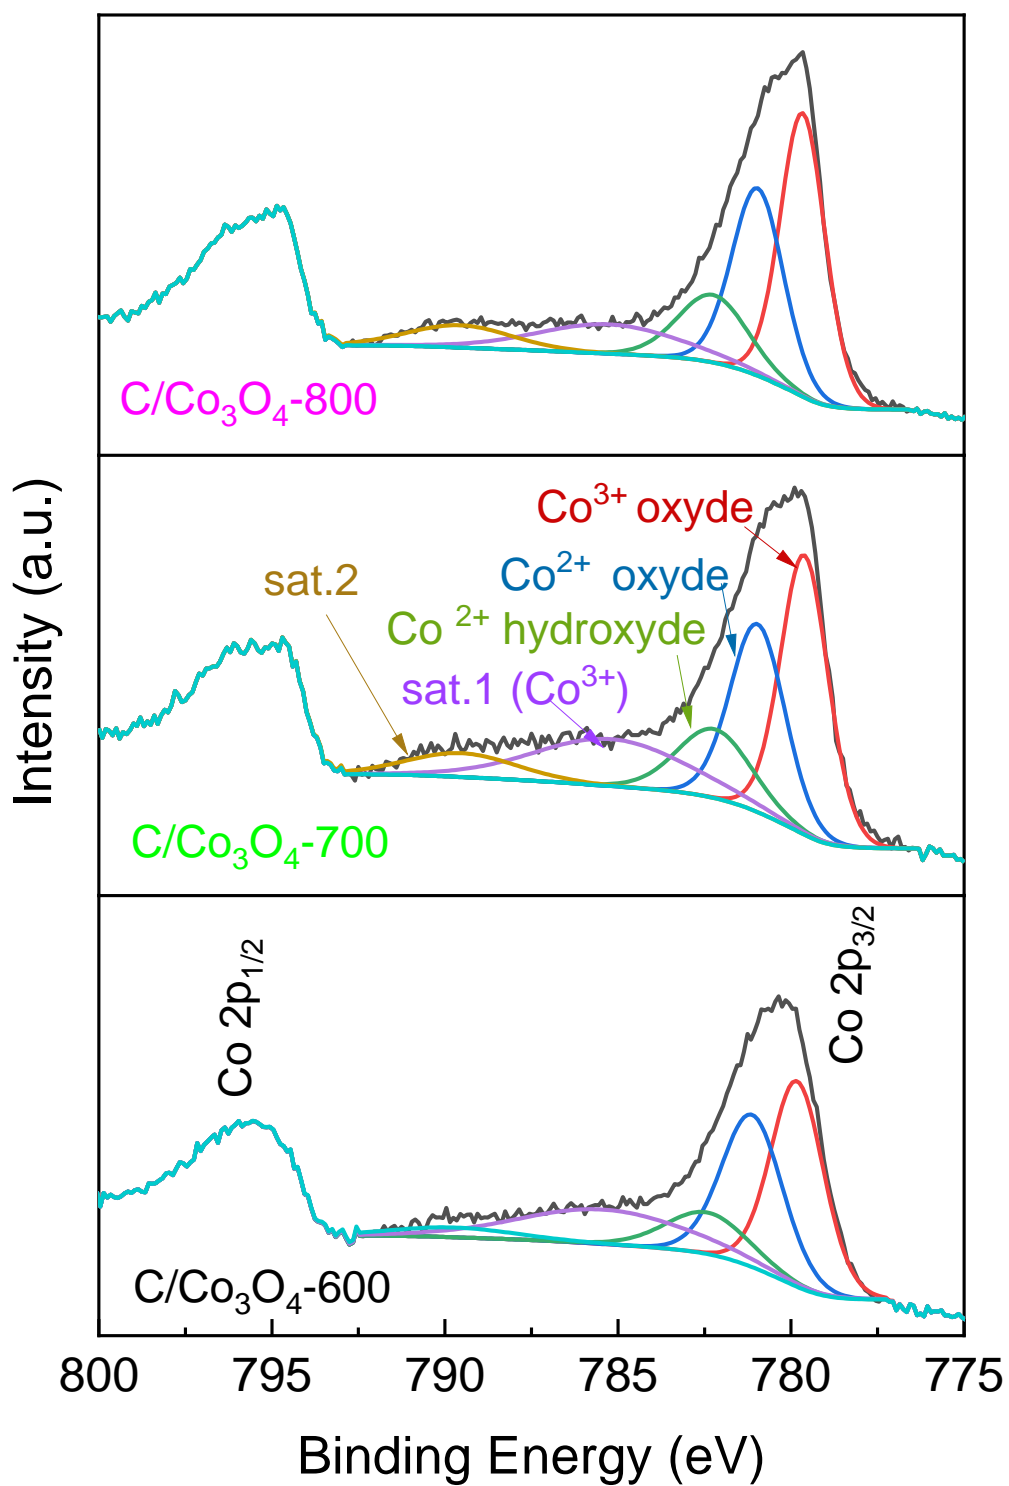 C/Co₃O₄-800
Intensity (a.u.)
Co³⁺ oxyde
Co²⁺ oxyde
sat.2
Co ²⁺ hydroxyde
sat.1 (Co³⁺)
C/Co₃O₄-700
Co 2p₁/₂
Co 2p₃/₂
C/Co₃O₄-600
800 795 790 785 780 775
Binding Energy (eV)